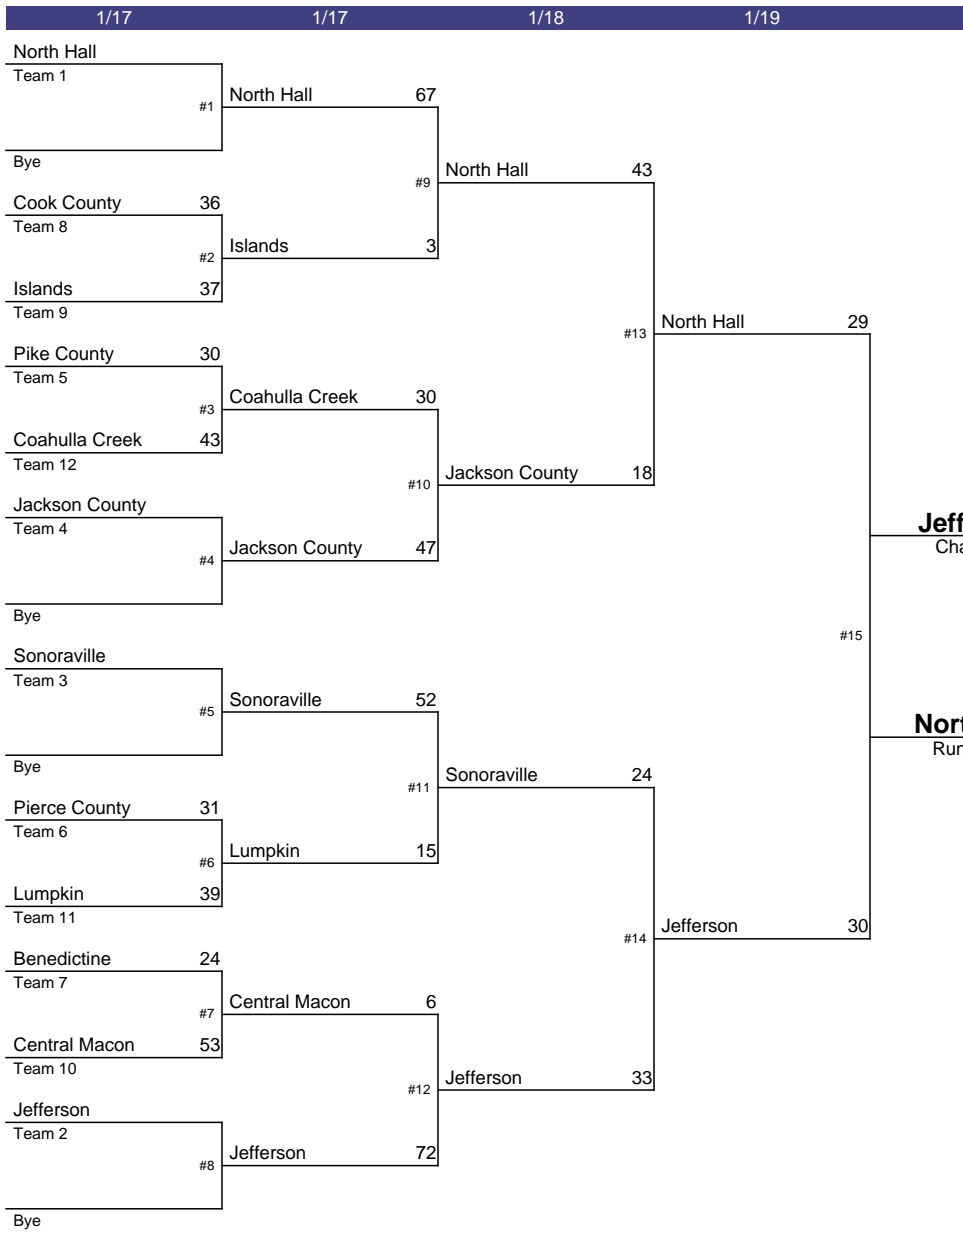 1/17 1/17 1/18 1/19
North Hall
Team 1
#1
Bye
Cook County 36
Team 8
#2
Islands 37
Team 9
Pike County 30
Team 5
#3
Coahulla Creek 43
Team 12
Jackson County
Team 4
#4
Bye
Sonoraville
Team 3
#5
Bye
Pierce County 31
Team 6
#6
Lumpkin 39
Team 11
Benedictine 24
Team 7
#7
Central Macon 53
Team 10
Jefferson
Team 2
#8
Bye
North Hall 67
#9
Islands 3
Coahulla Creek 30
#10
Jackson County 47
Sonoraville 52
#11
Lumpkin 15
Central Macon 6
#12
Jefferson 72
North Hall 43
#13
Jackson County 18
Sonoraville 24
#14
Jefferson 33
North Hall 29
#15
Jefferson 30
Jeff
Cha
Nort
Run